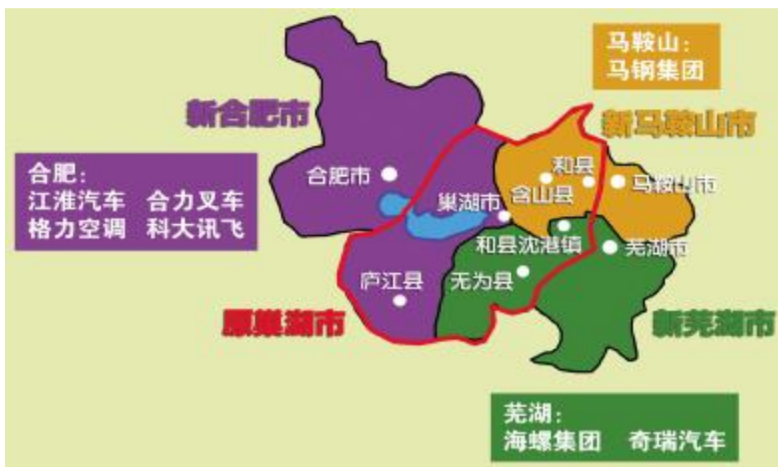 马鞍山:
马钢集团
新合肥市
新马鞍山市
合肥:
江淮汽车 合力叉车
格力空调 科大讯飞
合肥市
和县
含山县
马鞍山市
巢湖市
和县沈港镇
芜湖市
庐江县
无为县
原巢湖市
新芜湖市
芜湖:
海螺集团 奇瑞汽车